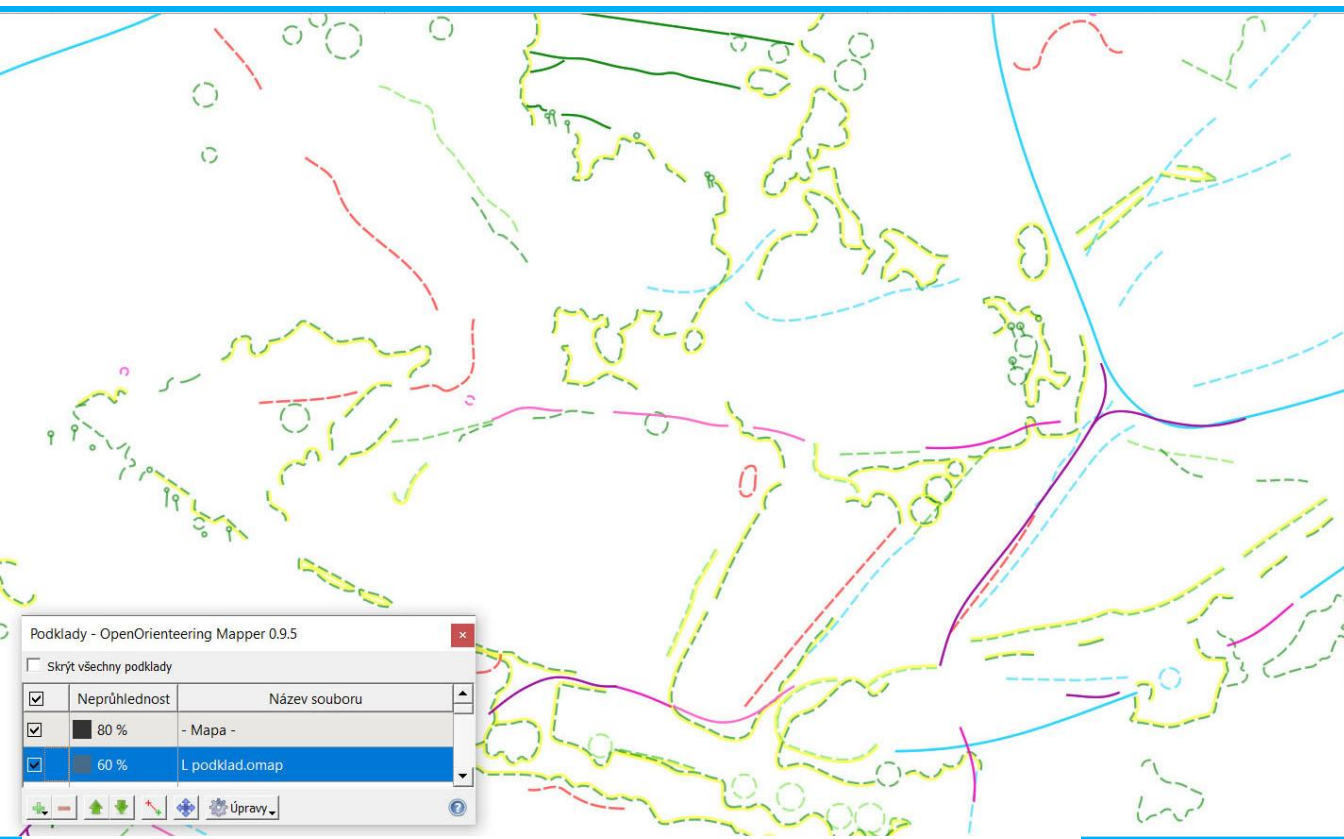 Podklady - OpenOrienteering Mapper 0.9.5
Skrýt všechny podklady
Neprůhlednost Název souboru
80 % - Mapa -
60 % L podklad.omap
Úpravy